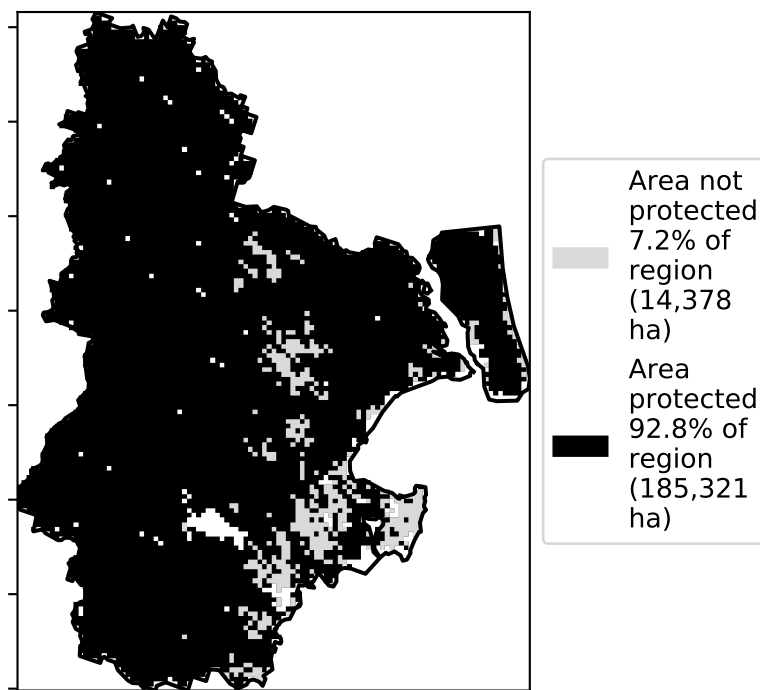 Area not
protected
7.2% of
region
(14,378
ha)
Area
protected
92.8% of
region
(185,321
ha)